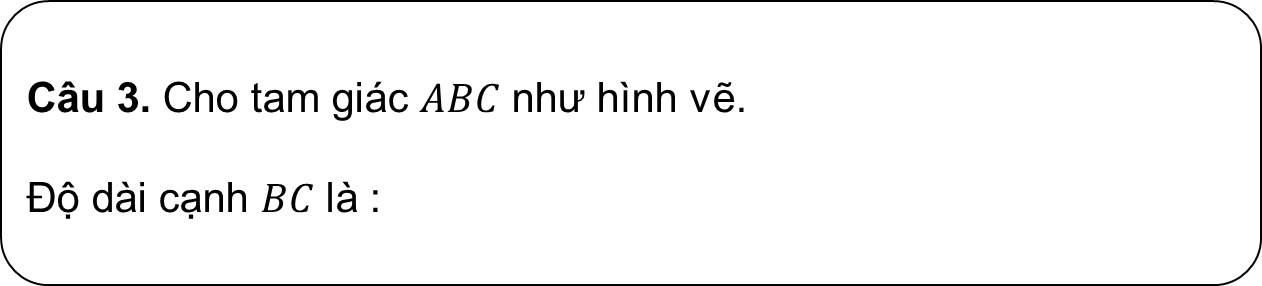 Câu 3. Cho tam giác ABC như hình vẽ.
Độ dài cạnh BC là :